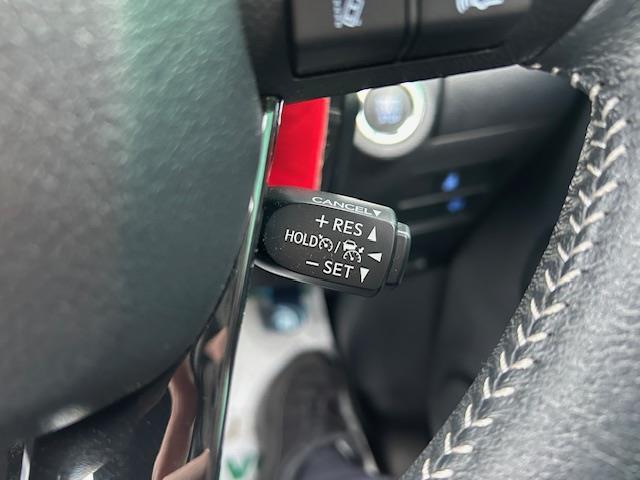 CANCEL▼
+ RES ▲
HOLD / ◀
− SET ▼